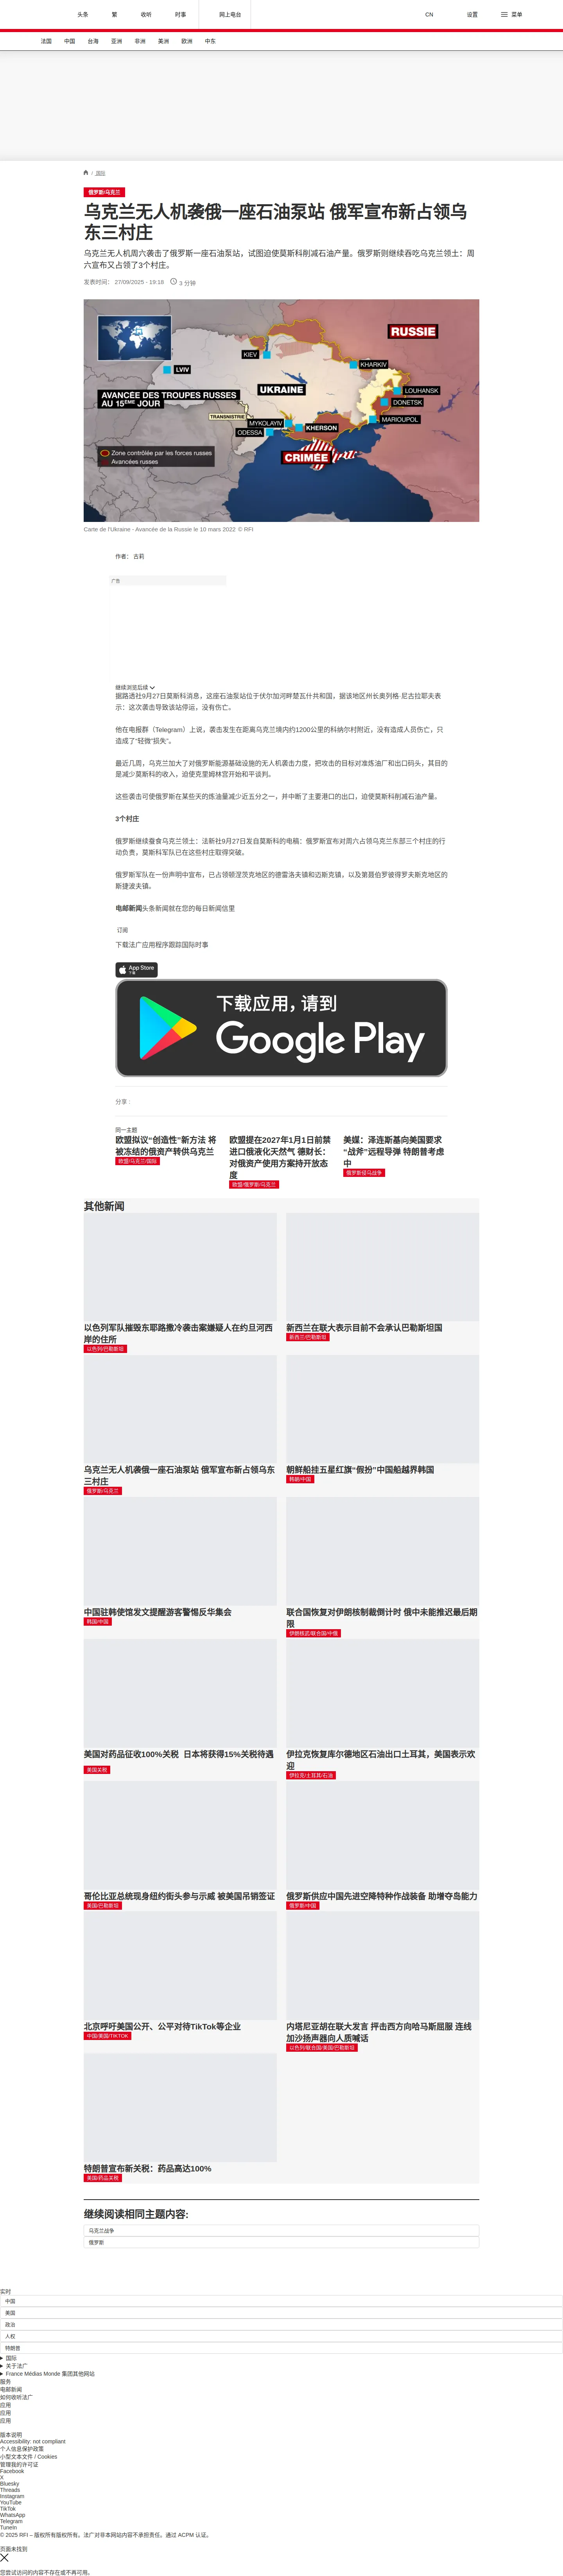 头条
繁
收听
时事
网上电台
CN
设置
菜单
法国
中国
台海
亚洲
非洲
美洲
欧洲
中东
/ 国际
俄罗斯/乌克兰
乌克兰无人机袭俄一座石油泵站 俄军宣布新占领乌
东三村庄
乌克兰无人机周六袭击了俄罗斯一座石油泵站，试图迫使莫斯科削减石油产量。俄罗斯则继续吞吃乌克兰领土：周
六宣布又占领了3个村庄。
发表时间： 27/09/2025 - 19:18
3 分钟
RUSSIE
KIEV
LVIV
KHARKIV
UKRAINE
LOUHANSK
DONETSK
AVANCÉE DES TROUPES RUSSES
AU 15ÈME JOUR
TRANSNISTRIE
MYKOLAYIV
KHERSON
MARIOUPOL
ODESSA
CRIMÉE
Zone contrôlée par les forces russes
Avancées russes
Carte de l'Ukraine - Avancée de la Russie le 10 mars 2022 © RFI
作者： 古莉
广告
继续浏览后续
据路透社9月27日莫斯科消息，这座石油泵站位于伏尔加河畔楚瓦什共和国，据该地区州长奥列格·尼古拉耶夫表
示：这次袭击导致该站停运，没有伤亡。
他在电报群（Telegram）上说，袭击发生在距离乌克兰境内约1200公里的科纳尔村附近，没有造成人员伤亡，只
造成了“轻微”损失”。
最近几周，乌克兰加大了对俄罗斯能源基础设施的无人机袭击力度，把攻击的目标对准炼油厂和出口码头，其目的
是减少莫斯科的收入，迫使克里姆林宫开始和平谈判。
这些袭击可使俄罗斯在某些天的炼油量减少近五分之一，并中断了主要港口的出口，迫使莫斯科削减石油产量。
3个村庄
俄罗斯继续蚕食乌克兰领土：法新社9月27日发自莫斯科的电稿：俄罗斯宣布对周六占领乌克兰东部三个村庄的行
动负责，莫斯科军队已在这些村庄取得突破。
俄罗斯军队在一份声明中宣布，已占领顿涅茨克地区的德雷洛夫镇和迈斯克镇，以及第聂伯罗彼得罗夫斯克地区的
斯捷波夫镇。
电邮新闻头条新闻就在您的每日新闻信里
订阅
下载法广应用程序跟踪国际时事
App Store
下载
下载应用，请到
Google Play
分享 :
同一主题
欧盟拟议“创造性”新方法 将
被冻结的俄资产转供乌克兰
欧盟/乌克兰/国际
欧盟提在2027年1月1日前禁
进口俄液化天然气 德财长：
对俄资产使用方案持开放态
度
欧盟/俄罗斯/乌克兰
美媒：泽连斯基向美国要求
“战斧”远程导弹 特朗普考虑
中
俄罗斯侵乌战争
其他新闻
以色列军队摧毁东耶路撒冷袭击案嫌疑人在约旦河西
岸的住所
以色列/巴勒斯坦
新西兰在联大表示目前不会承认巴勒斯坦国
新西兰/巴勒斯坦
乌克兰无人机袭俄一座石油泵站 俄军宣布新占领乌东
三村庄
俄罗斯/乌克兰
朝鲜船挂五星红旗“假扮”中国船越界韩国
韩朝/中国
中国驻韩使馆发文提醒游客警惕反华集会
韩国/中国
联合国恢复对伊朗核制裁倒计时 俄中未能推迟最后期
限
伊朗核武/联合国/中俄
美国对药品征收100%关税 日本将获得15%关税待遇
美国关税
伊拉克恢复库尔德地区石油出口土耳其，美国表示欢
迎
伊拉克/土耳其/石油
哥伦比亚总统现身纽约街头参与示威 被美国吊销签证
美国/巴勒斯坦
俄罗斯供应中国先进空降特种作战装备 助增夺岛能力
俄罗斯/中国
北京呼吁美国公开、公平对待TikTok等企业
中国/美国/TIKTOK
内塔尼亚胡在联大发言 抨击西方向哈马斯屈服 连线
加沙扬声器向人质喊话
以色列/联合国/美国/巴勒斯坦
特朗普宣布新关税：药品高达100%
美国/药品关税
继续阅读相同主题内容:
乌克兰战争
俄罗斯
实时
中国
美国
政治
人权
特朗普
国际
关于法广
France Médias Monde 集团其他网站
服务
电邮新闻
如何收听法广
应用
应用
应用
版本说明
Accessibility: not compliant
个人信息保护政策
小型文本文件 / Cookies
管理我的许可证
Facebook
X
Bluesky
Threads
Instagram
YouTube
TikTok
WhatsApp
Telegram
TuneIn
© 2025 RFI – 版权所有版权所有。法广对非本网站内容不承担责任。通过 ACPM 认证。
页面未找到
您尝试访问的内容不存在或不再可用。